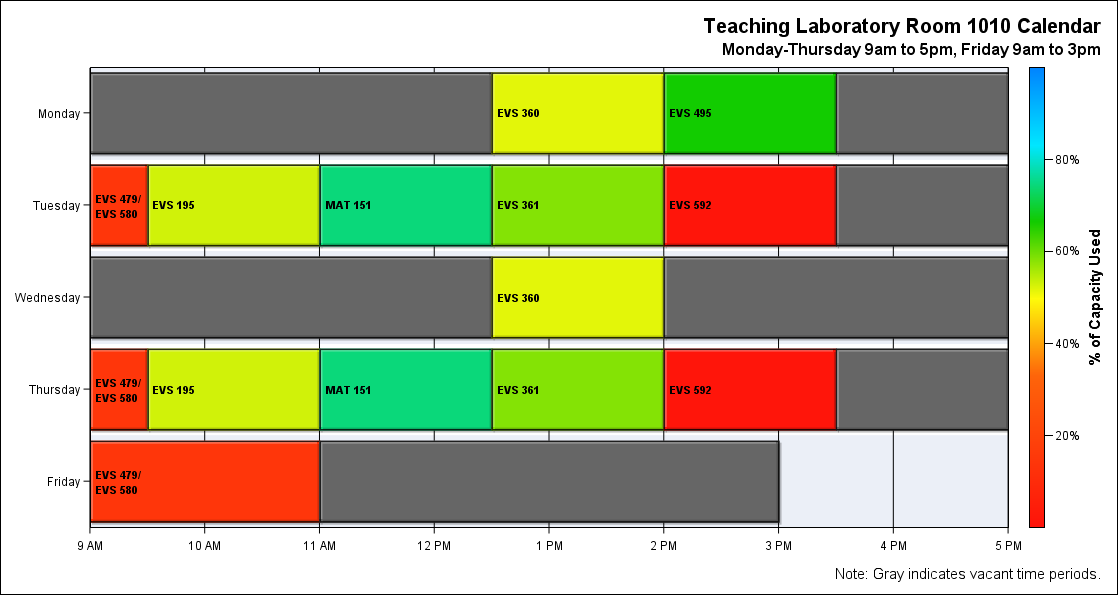 Teaching Laboratory Room 1010 Calendar
Monday-Thursday 9am to 5pm, Friday 9am to 3pm
Monday
EVS 360
EVS 495
Tuesday
EVS 479/
EVS 580
EVS 195
MAT 151
EVS 361
EVS 592
Wednesday
EVS 360
Thursday
EVS 479/
EVS 580
EVS 195
MAT 151
EVS 361
EVS 592
Friday
EVS 479/
EVS 580
9 AM
10 AM
11 AM
12 PM
1 PM
2 PM
3 PM
4 PM
5 PM
80%
60%
40%
20%
% of Capacity Used
Note: Gray indicates vacant time periods.